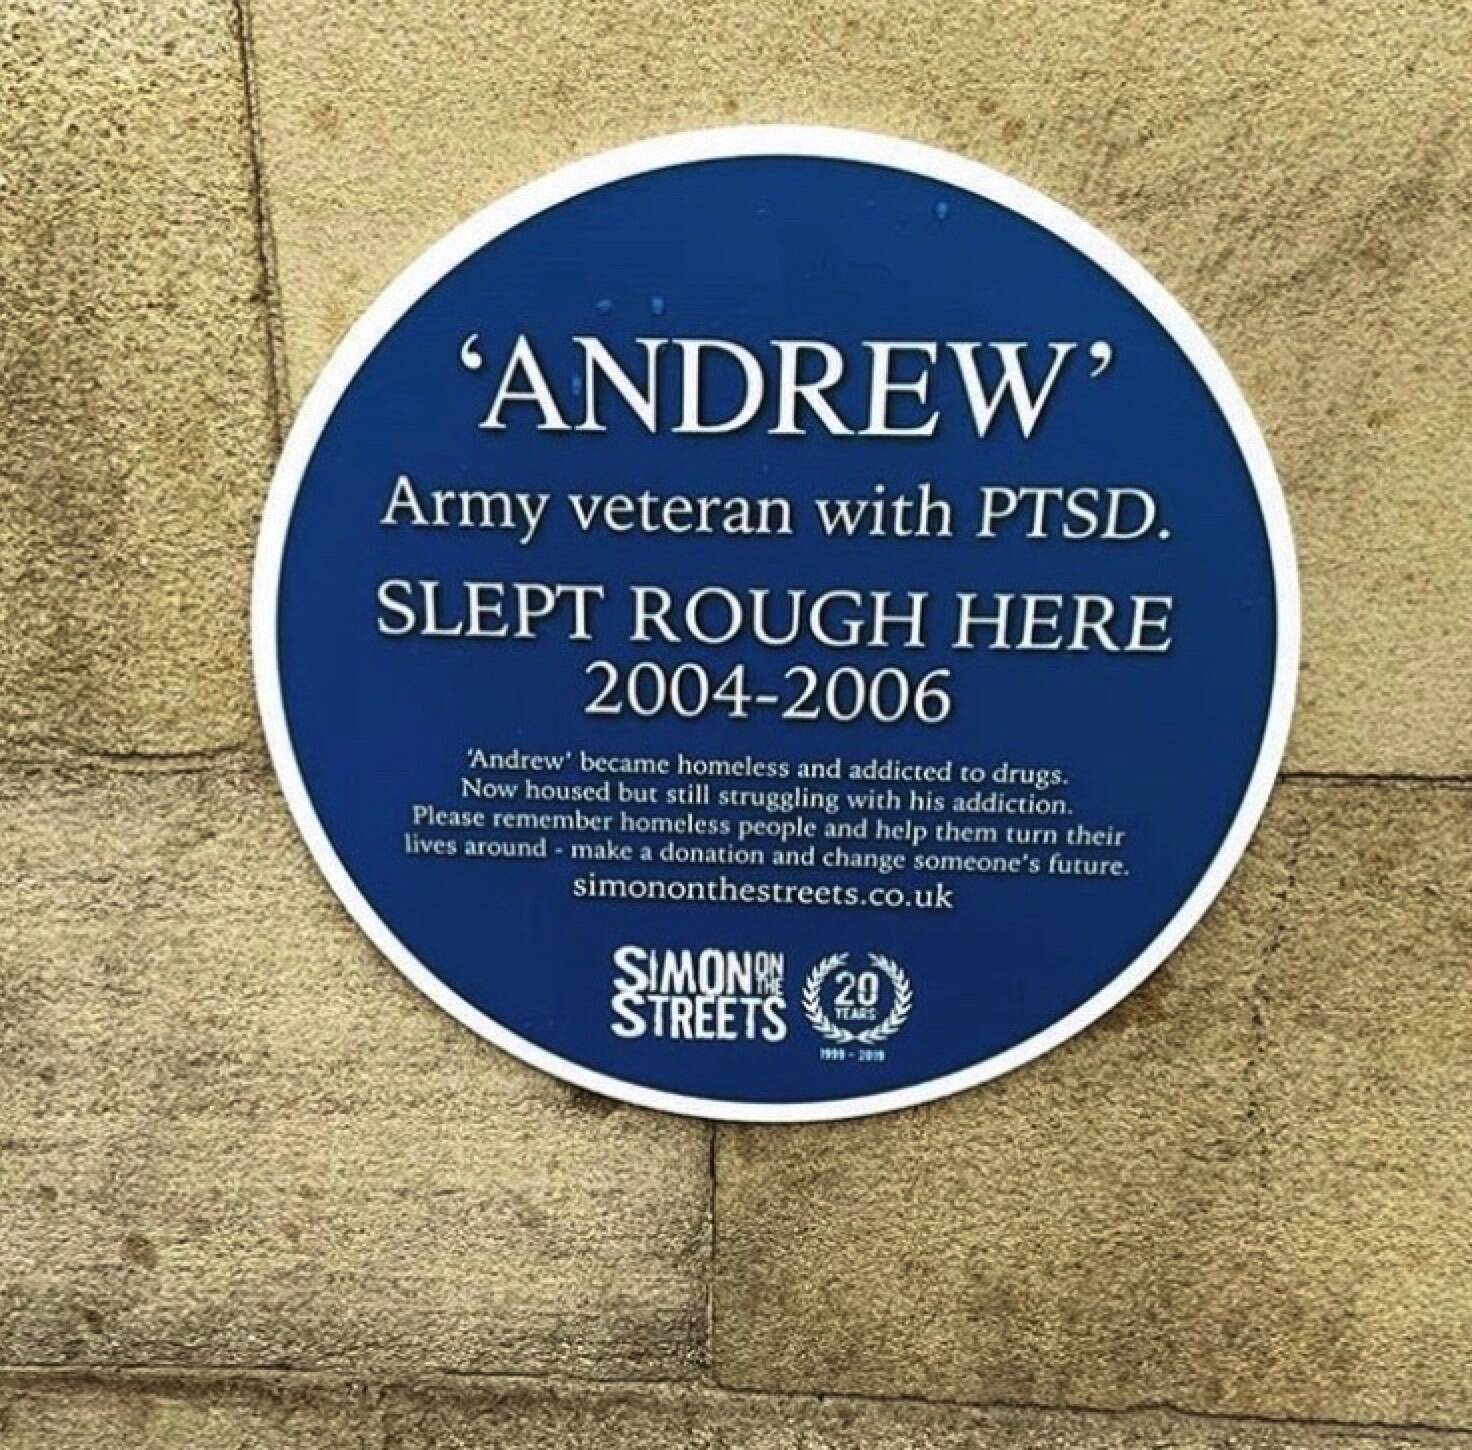 ‘ANDREW’
Army veteran with PTSD.
SLEPT ROUGH HERE
2004-2006
‘Andrew’ became homeless and addicted to drugs.
Now housed but still struggling with his addiction.
Please remember homeless people and help them turn their
lives around - make a donation and change someone’s future.
simononthestreets.co.uk
SIMON ON THE
STREETS
20
YEARS
1999 - 2019